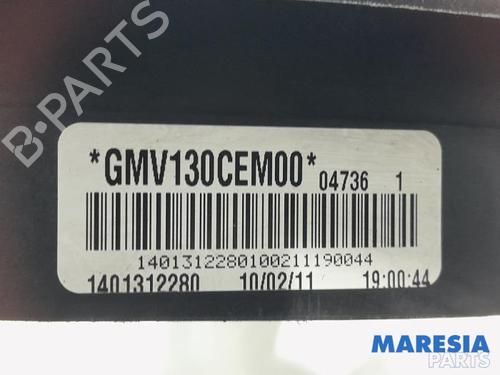 B-PARTS
*GMV130CEM00* 04736 1
1401312280100211190044
1401312280 10/02/11 19:00:44
MARESIA
PARTS